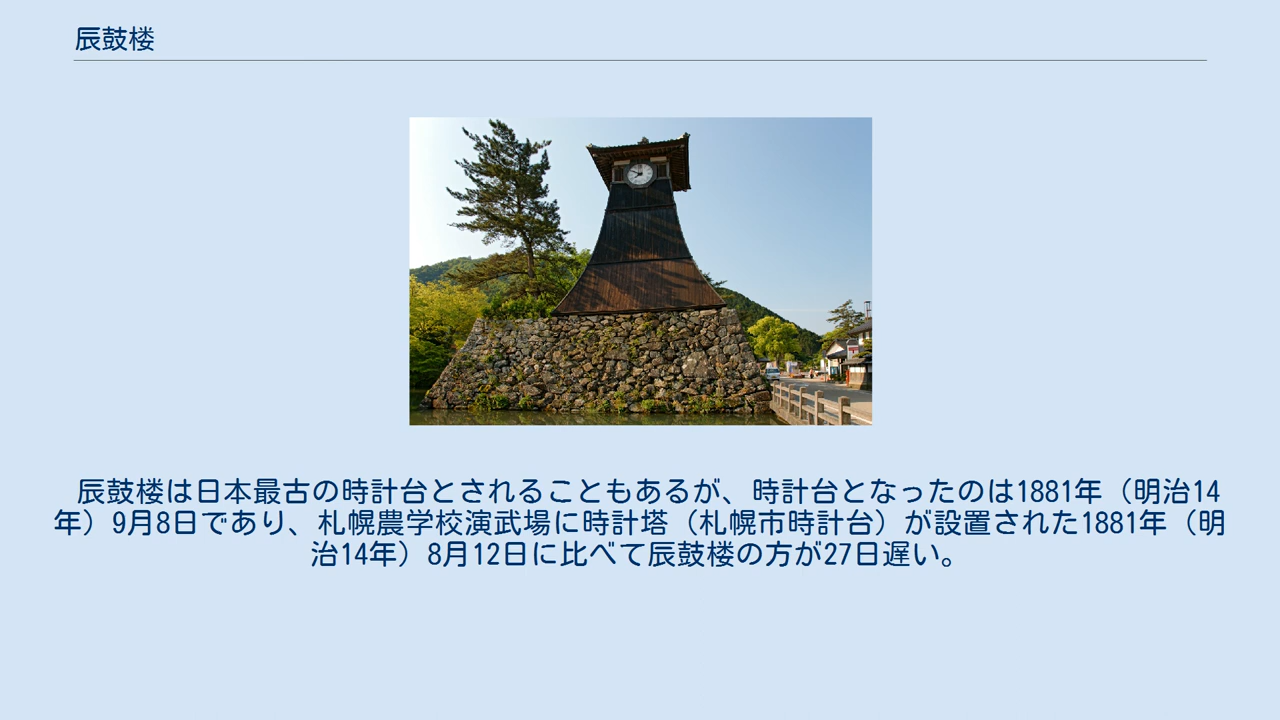 辰鼓楼
辰鼓楼は日本最古の時計台とされることもあるが、時計台となったのは1881年（明治14
年）9月8日であり、札幌農学校演武場に時計塔（札幌市時計台）が設置された1881年（明
治14年）8月12日に比べて辰鼓楼の方が27日遅い。